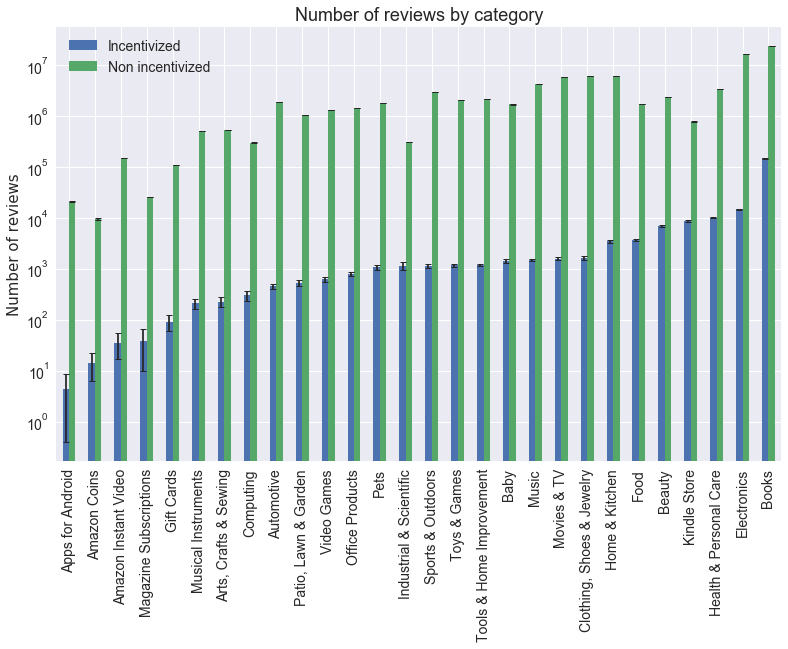 Number of reviews by category
Incentivized
Non incentivized
Number of reviews
10^7
10^6
10^5
10^4
10^3
10^2
10^1
10^0
Apps for Android
Amazon Coins
Amazon Instant Video
Magazine Subscriptions
Gift Cards
Musical Instruments
Arts, Crafts & Sewing
Computing
Automotive
Patio, Lawn & Garden
Video Games
Office Products
Pets
Industrial & Scientific
Sports & Outdoors
Toys & Games
Tools & Home Improvement
Baby
Music
Movies & TV
Clothing, Shoes & Jewelry
Home & Kitchen
Food
Beauty
Kindle Store
Health & Personal Care
Electronics
Books